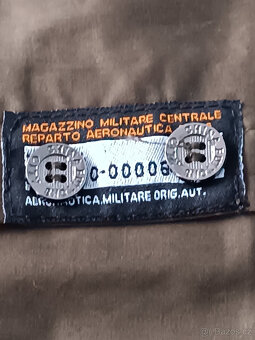 MAGAZZINO MILITARE CENTRALE
REPARTO AERONAUTICA
0-00006
AERONAUTICA MILITARE ORIG. AUT.